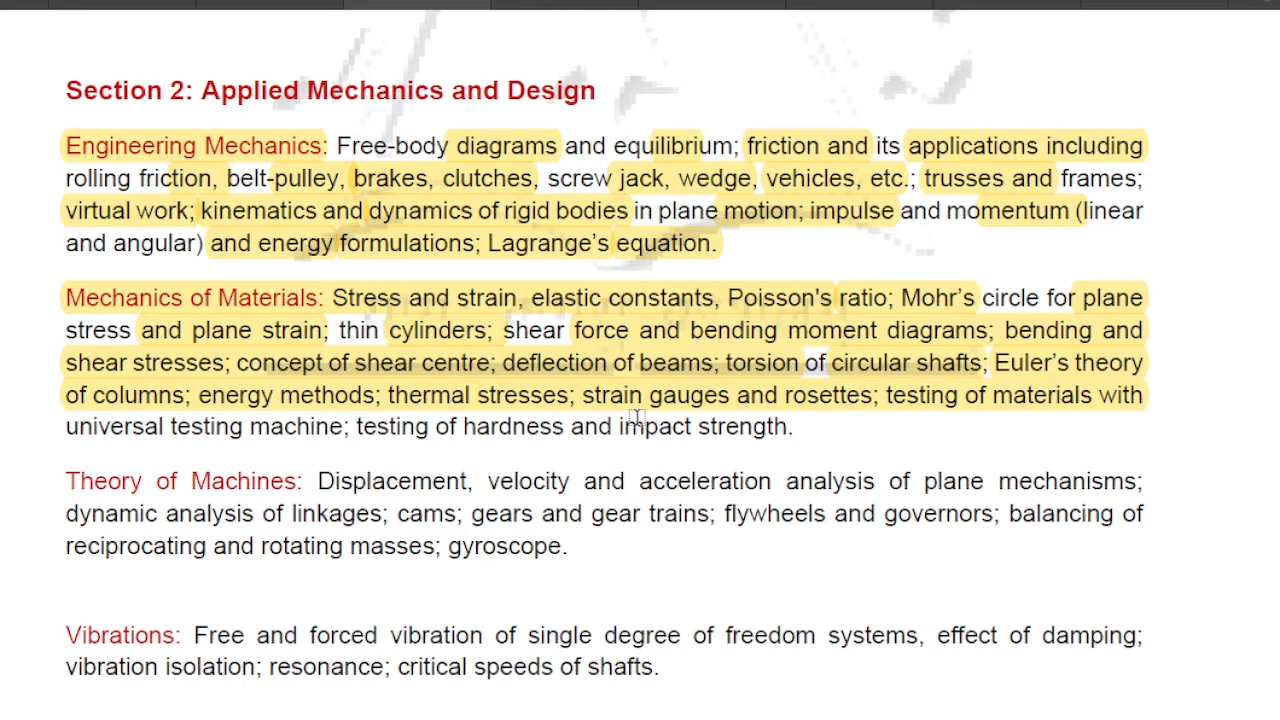 Section 2: Applied Mechanics and Design
Engineering Mechanics: Free-body diagrams and equilibrium; friction and its applications including
rolling friction, belt-pulley, brakes, clutches, screw jack, wedge, vehicles, etc.; trusses and frames;
virtual work; kinematics and dynamics of rigid bodies in plane motion; impulse and momentum (linear
and angular) and energy formulations; Lagrange's equation.
Mechanics of Materials: Stress and strain, elastic constants, Poisson's ratio; Mohr's circle for plane
stress and plane strain; thin cylinders; shear force and bending moment diagrams; bending and
shear stresses; concept of shear centre; deflection of beams; torsion of circular shafts; Euler's theory
of columns; energy methods; thermal stresses; strain gauges and rosettes; testing of materials with
universal testing machine; testing of hardness and impact strength.
Theory of Machines: Displacement, velocity and acceleration analysis of plane mechanisms;
dynamic analysis of linkages; cams; gears and gear trains; flywheels and governors; balancing of
reciprocating and rotating masses; gyroscope.
Vibrations: Free and forced vibration of single degree of freedom systems, effect of damping;
vibration isolation; resonance; critical speeds of shafts.